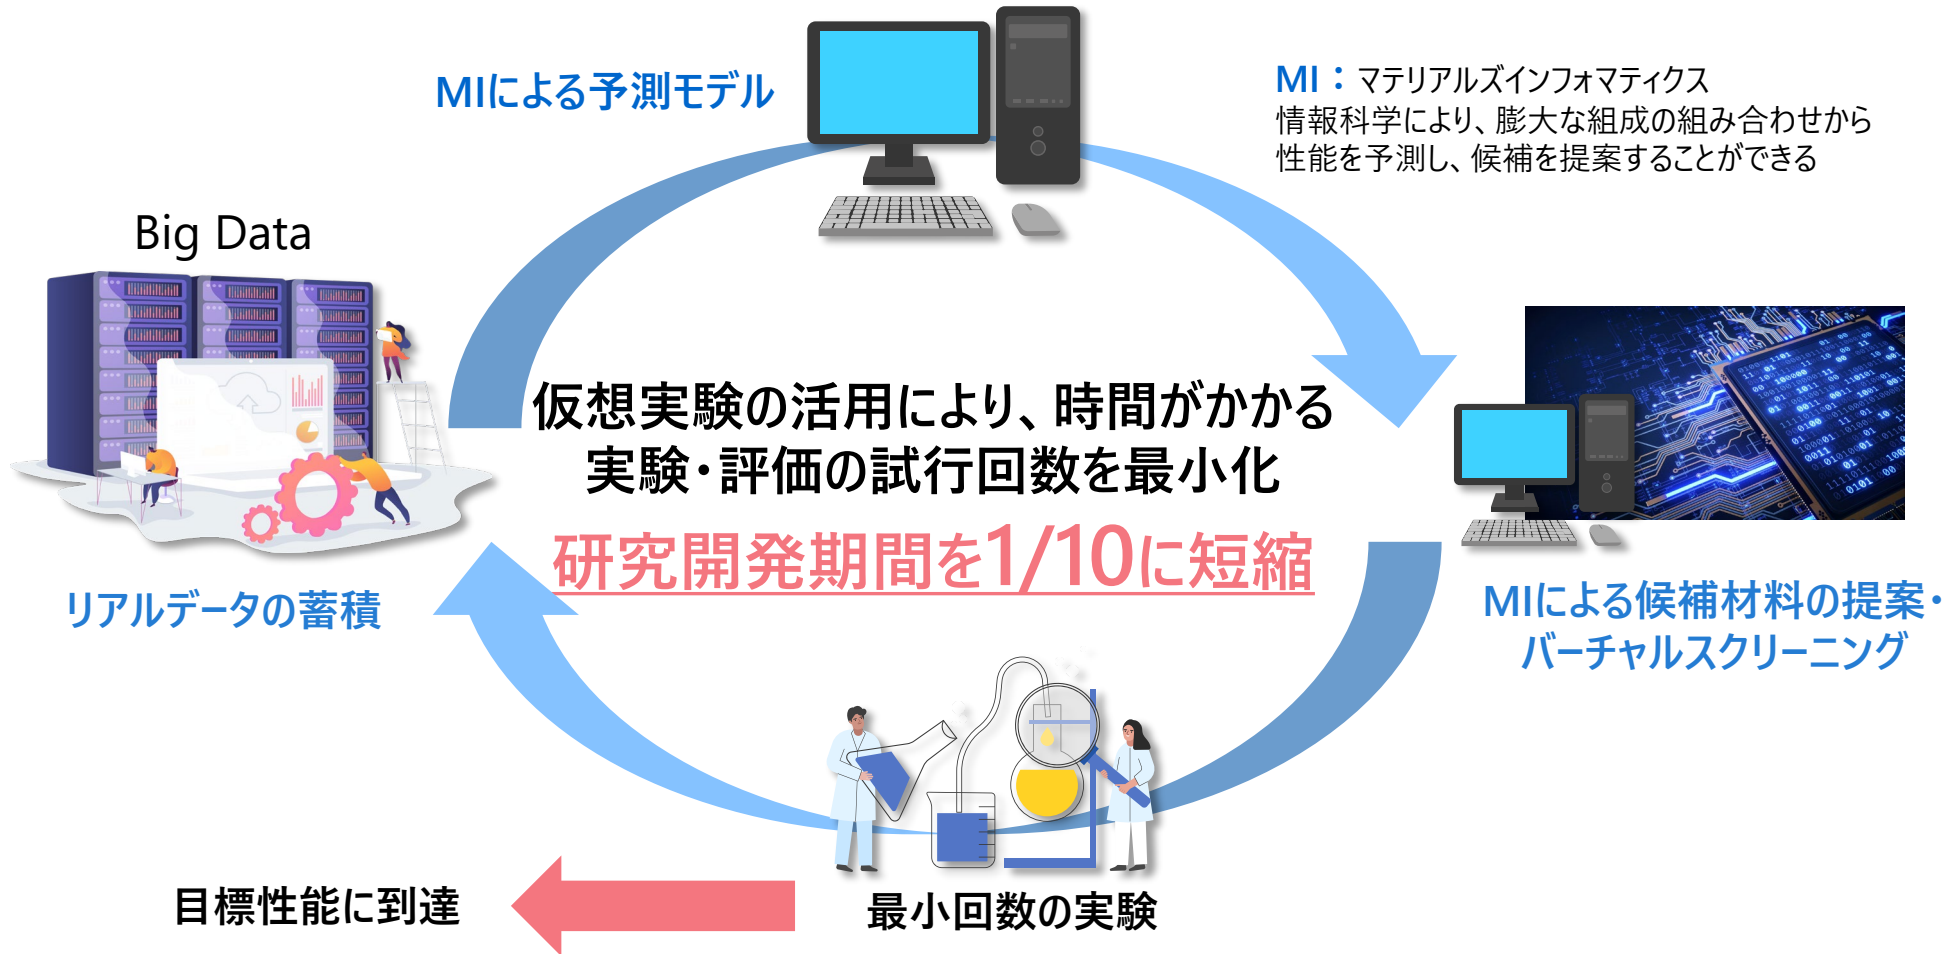 MIによる予測モデル
MI：マテリアルズインフォマティクス
情報科学により、膨大な組成の組み合わせから
性能を予測し、候補を提案することができる
Big Data
仮想実験の活用により、時間がかかる
実験・評価の試行回数を最小化
研究開発期間を1/10に短縮
リアルデータの蓄積
MIによる候補材料の提案・
バーチャルスクリーニング
目標性能に到達
最小回数の実験